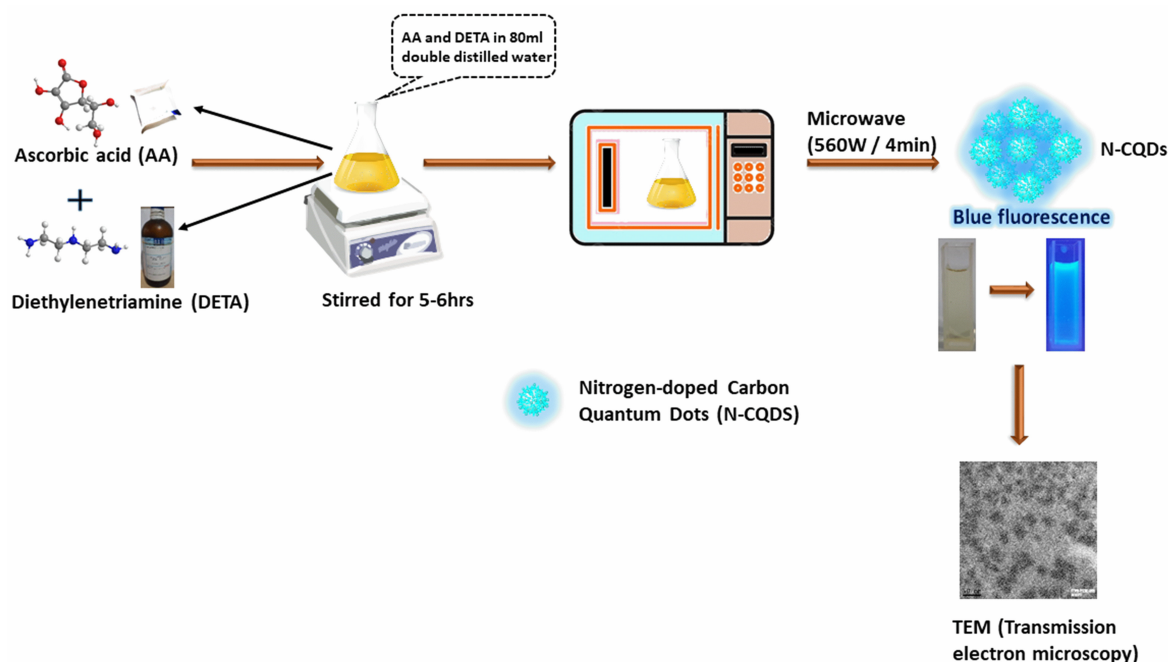 AA and DETA in 80ml
double distilled water
Ascorbic acid (AA)
+
Diethylenetriamine (DETA)
Stirred for 5-6hrs
Microwave
(560W / 4min)
N-CQDs
Blue fluorescence
Nitrogen-doped Carbon
Quantum Dots (N-CQDS)
TEM (Transmission
electron microscopy)